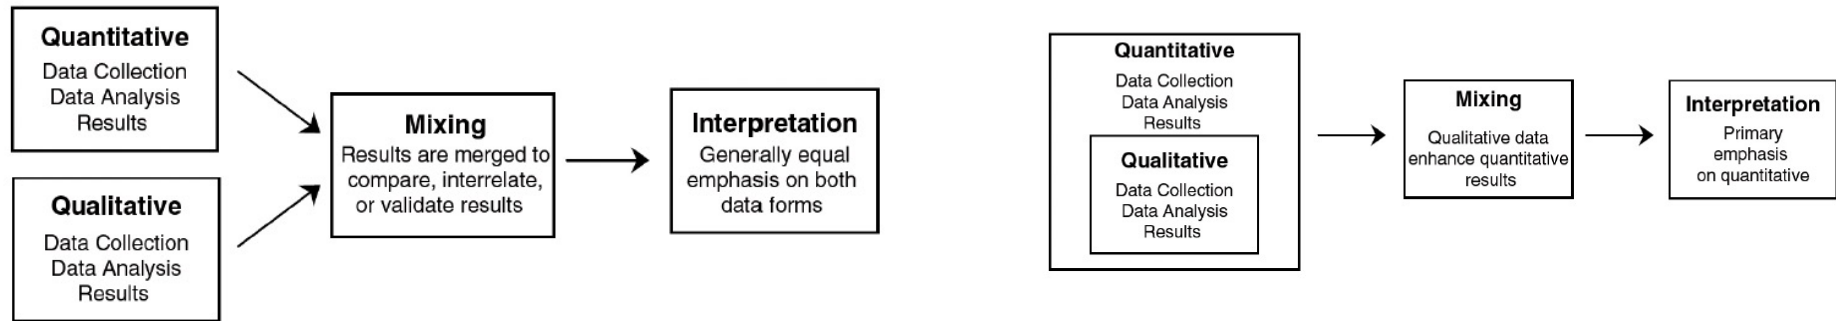 Quantitative
Data Collection
Data Analysis
Results
Qualitative
Data Collection
Data Analysis
Results
Mixing
Results are merged to
compare, interrelate,
or validate results
Interpretation
Generally equal
emphasis on both
data forms
Quantitative
Data Collection
Data Analysis
Results
Qualitative
Data Collection
Data Analysis
Results
Mixing
Qualitative data
enhance quantitative
results
Interpretation
Primary
emphasis
on quantitative